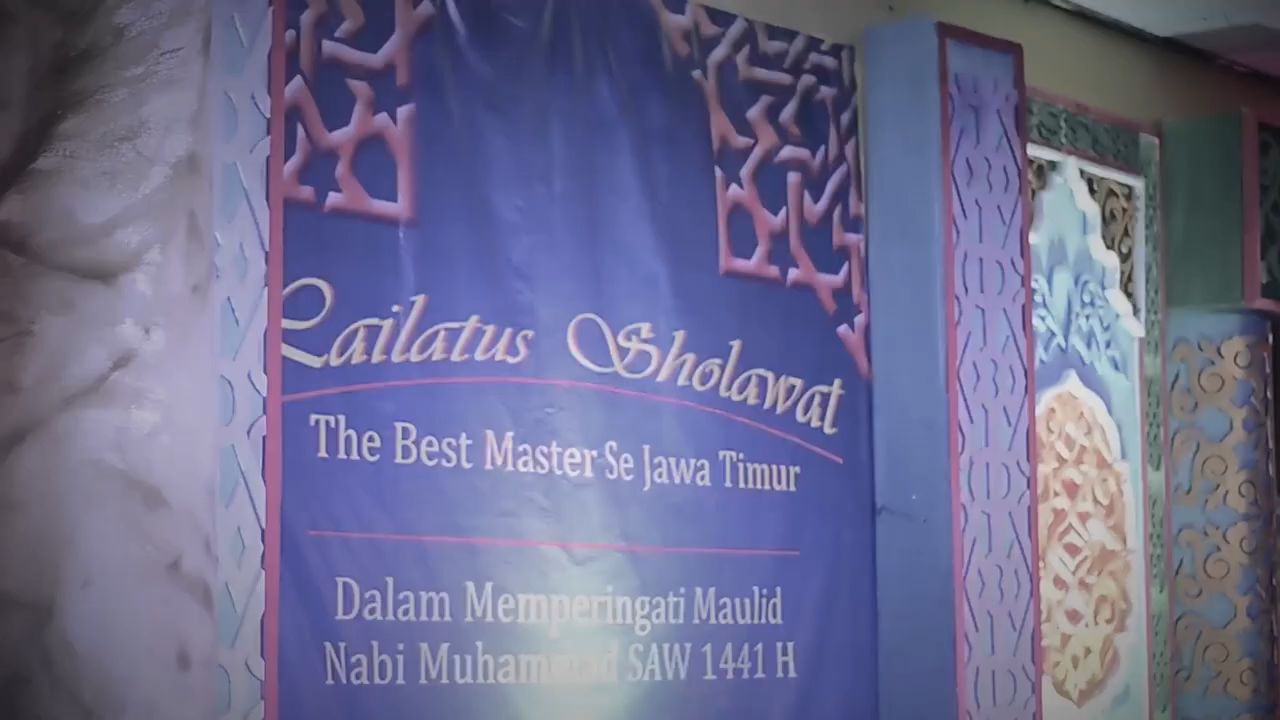 Lailatus Sholawat
The Best Master Se Jawa Timur
Dalam Memperingati Maulid
Nabi Muhammad SAW 1441 H